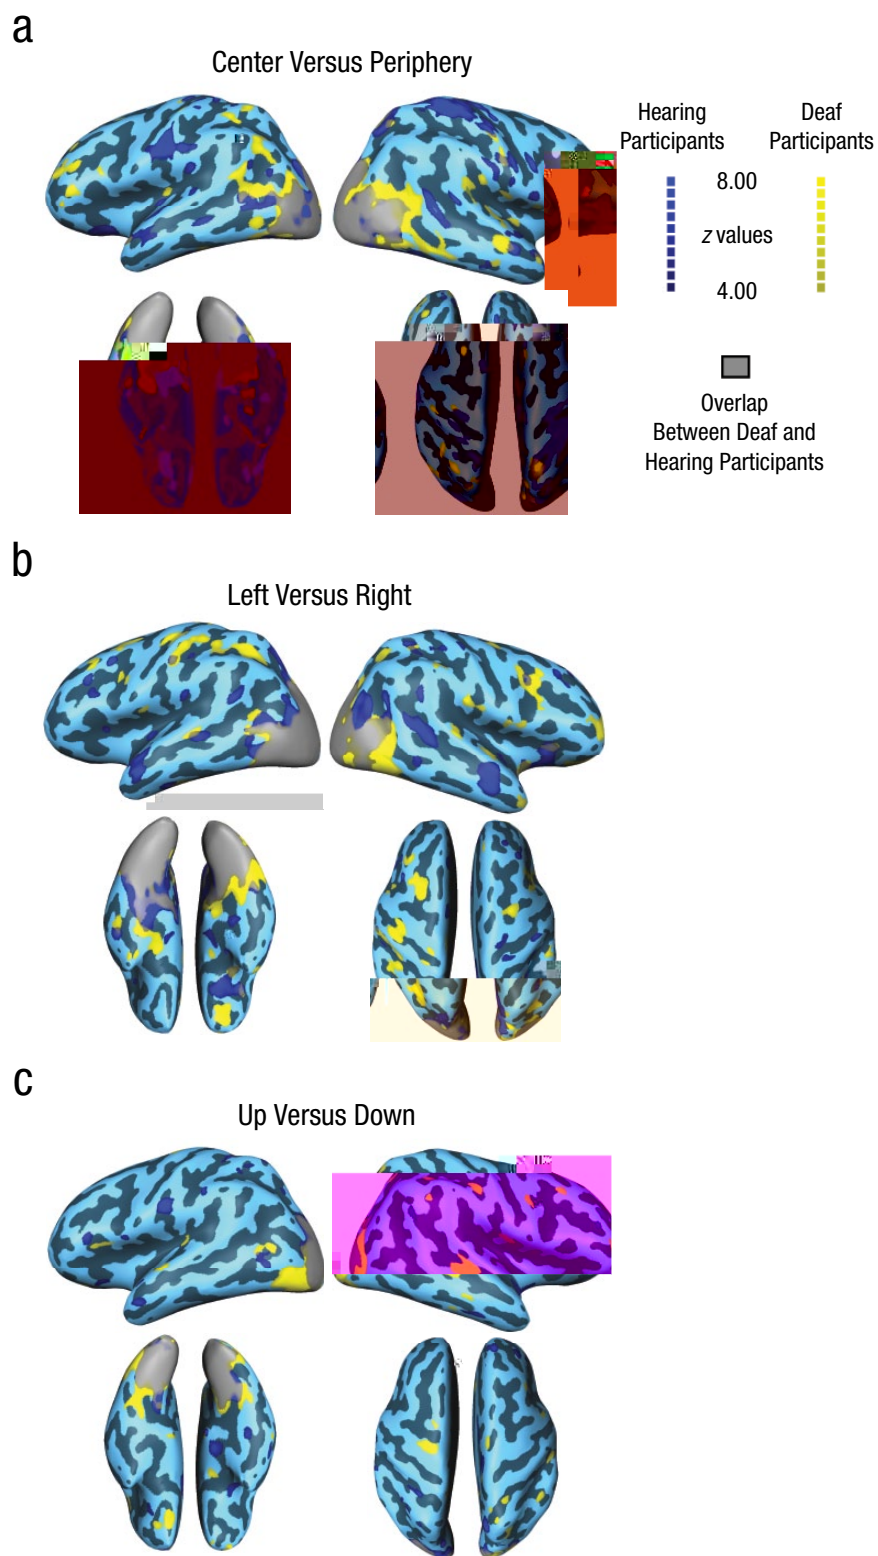 a
Center Versus Periphery
Hearing
Participants
Deaf
Participants
8.00
z values
4.00
Overlap
Between Deaf and
Hearing Participants
b
Left Versus Right
c
Up Versus Down